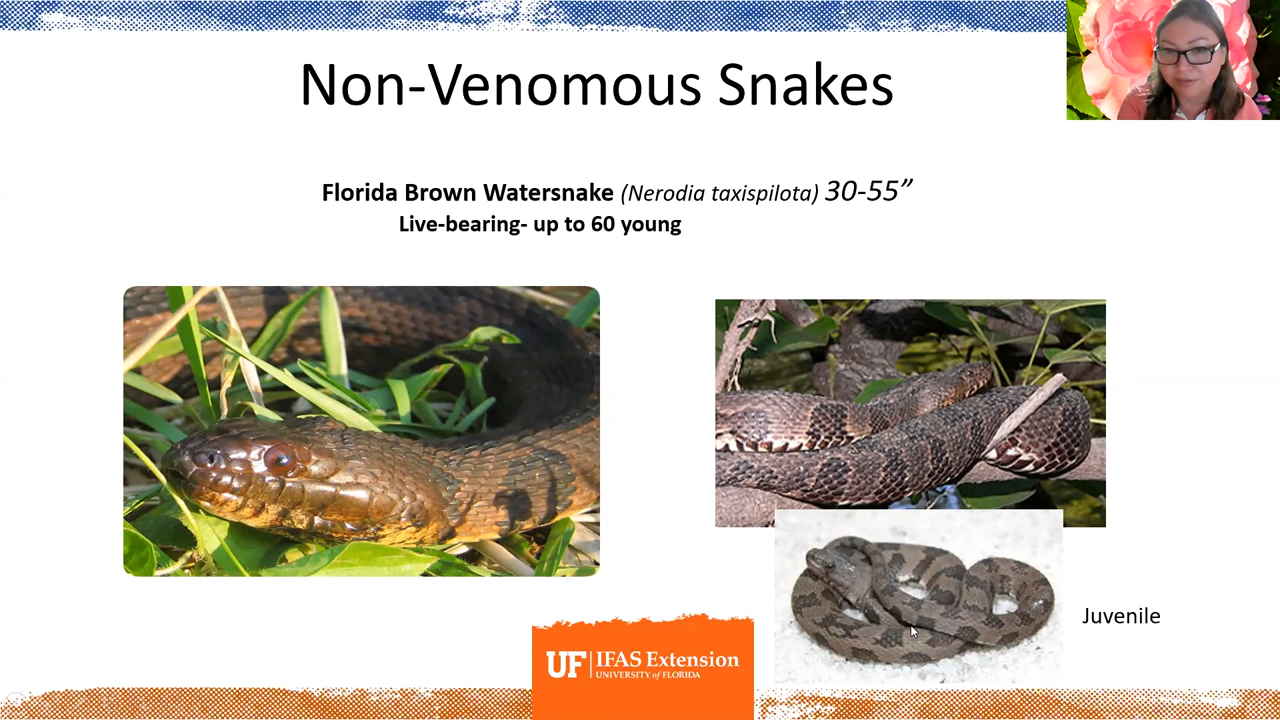 Non-Venomous Snakes
Florida Brown Watersnake (Nerodia taxispilota) 30-55”
Live-bearing- up to 60 young
Juvenile
UF | IFAS Extension
UNIVERSITY of FLORIDA